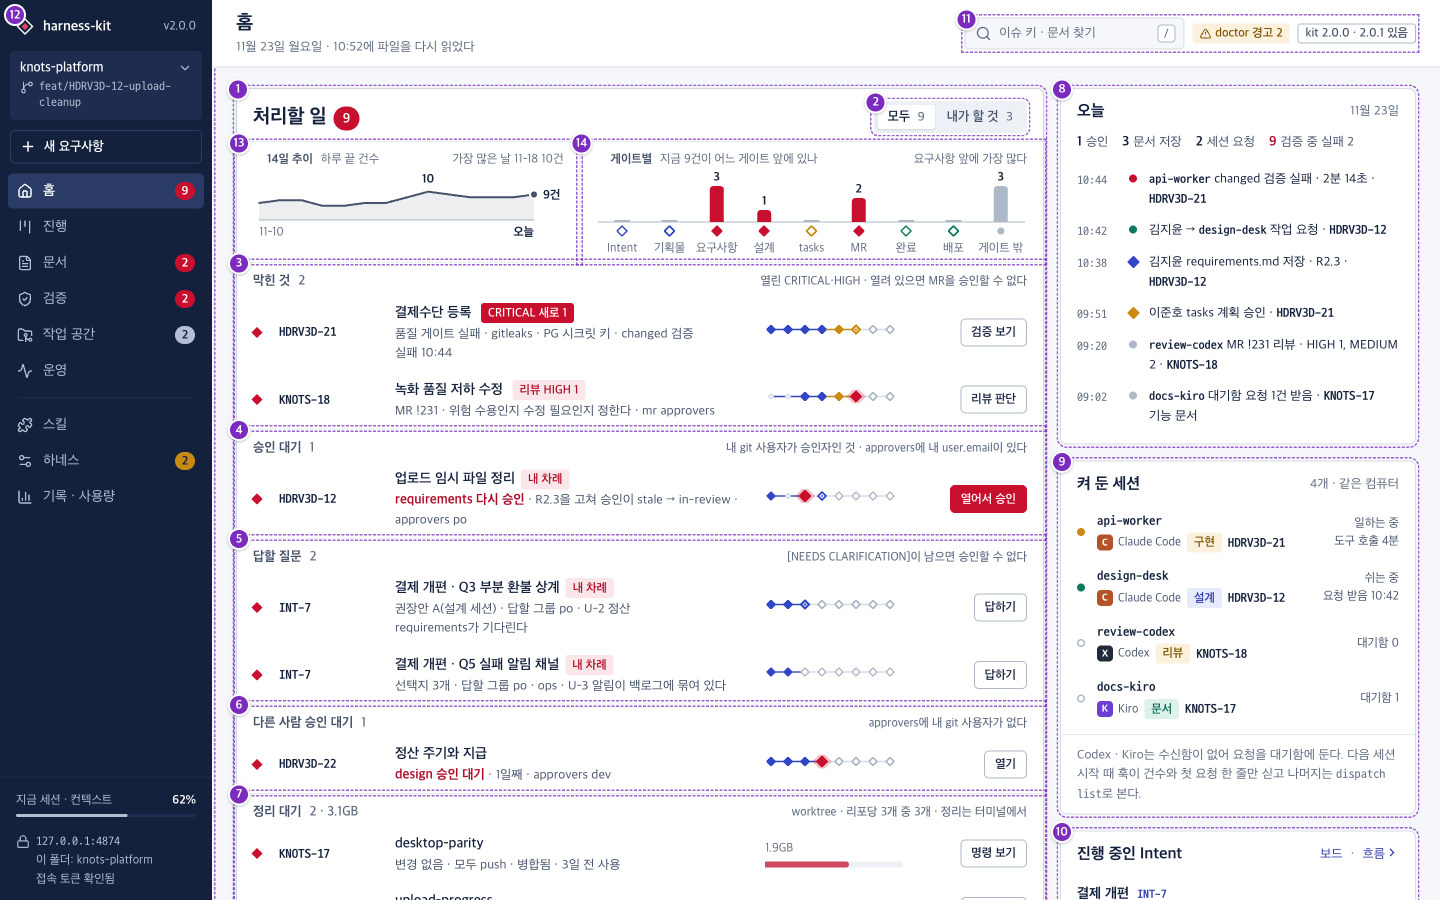 12
harness-kit
v2.0.0
knots-platform
feat/HDRV3D-12-upload-
cleanup
새 요구사항
홈
9
진행
문서
2
검증
2
작업 공간
2
운영
스킬
하네스
2
기록 · 사용량
지금 세션 · 컨텍스트
62%
127.0.0.1:4874
이 폴더: knots-platform
접속 토큰 확인됨
홈
11월 23일 월요일 · 10:52에 파일을 다시 읽었다
11
이슈 키 · 문서 찾기
/
doctor 경고 2
kit 2.0.0 · 2.0.1 있음
1
처리할 일
9
2
모두 9
내가 할 것 3
13
14일 추이 하루 끝 건수
가장 많은 날 11-18 10건
10
9건
11-10
오늘
14
게이트별 지금 9건이 어느 게이트 앞에 있나
요구사항 앞에 가장 많다
3
1
2
3
Intent
기획물
요구사항
설계
tasks
MR
완료
배포
게이트 밖
3
막힌 것 2
열린 CRITICAL·HIGH · 열려 있으면 MR을 승인할 수 없다
HDRV3D-21
결제수단 등록 CRITICAL 새로 1
품질 게이트 실패 · gitleaks · PG 시크릿 키 · changed 검증
실패 10:44
검증 보기
KNOTS-18
녹화 품질 저하 수정 리뷰 HIGH 1
MR !231 · 위험 수용인지 수정 필요인지 정한다 · mr approvers
리뷰 판단
4
승인 대기 1
내 git 사용자가 승인자인 것 · approvers에 내 user.email이 있다
HDRV3D-12
업로드 임시 파일 정리 내 차례
requirements 다시 승인 · R2.3을 고쳐 승인이 stale → in-review ·
approvers po
열어서 승인
5
답할 질문 2
[NEEDS CLARIFICATION]이 남으면 승인할 수 없다
INT-7
결제 개편 · Q3 부분 환불 상계 내 차례
권장안 A(설계 세션) · 답할 그룹 po · U-2 정산
requirements가 기다린다
답하기
INT-7
결제 개편 · Q5 실패 알림 채널 내 차례
선택지 3개 · 답할 그룹 po · ops · U-3 알림이 백로그에 묶여 있다
답하기
6
다른 사람 승인 대기 1
approvers에 내 git 사용자가 없다
HDRV3D-22
정산 주기와 지급
design 승인 대기 · 1일째 · approvers dev
열기
7
정리 대기 2 · 3.1GB
worktree · 리포당 3개 중 3개 · 정리는 터미널에서
KNOTS-17
desktop-parity
변경 없음 · 모두 push · 병합됨 · 3일 전 사용
1.9GB
명령 보기
upload-progress
8
오늘
11월 23일
1 승인 3 문서 저장 2 세션 요청 9 검증 중 실패 2
10:44
api-worker changed 검증 실패 · 2분 14초 ·
HDRV3D-21
10:42
김지윤 → design-desk 작업 요청 · HDRV3D-12
10:38
김지윤 requirements.md 저장 · R2.3 ·
HDRV3D-12
09:51
이준호 tasks 계획 승인 · HDRV3D-21
09:20
review-codex MR !231 리뷰 · HIGH 1, MEDIUM
2 · KNOTS-18
09:02
docs-kiro 대기함 요청 1건 받음 · KNOTS-17
기능 문서
9
켜 둔 세션
4개 · 같은 컴퓨터
api-worker
일하는 중
C Claude Code 구현 HDRV3D-21
도구 호출 4분
design-desk
쉬는 중
C Claude Code 설계 HDRV3D-12
요청 받음 10:42
review-codex
대기함 0
X Codex 리뷰 KNOTS-18
docs-kiro
대기함 1
K Kiro 문서 KNOTS-17
Codex · Kiro는 수신함이 없어 요청을 대기함에 둔다. 다음 세션
시작 때 훅이 건수와 첫 요청 한 줄만 싣고 나머지는 dispatch
list로 본다.
10
진행 중인 Intent
보드 · 흐름
결제 개편 INT-7